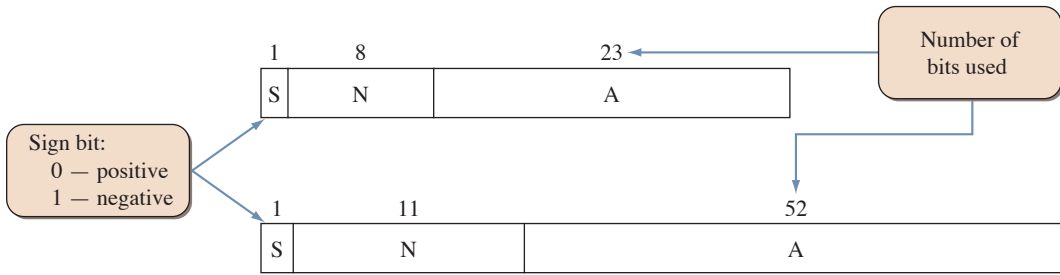 1 8 23
Number of
bits used
S N A
Sign bit:
0 — positive
1 — negative
1 11 52
S N A